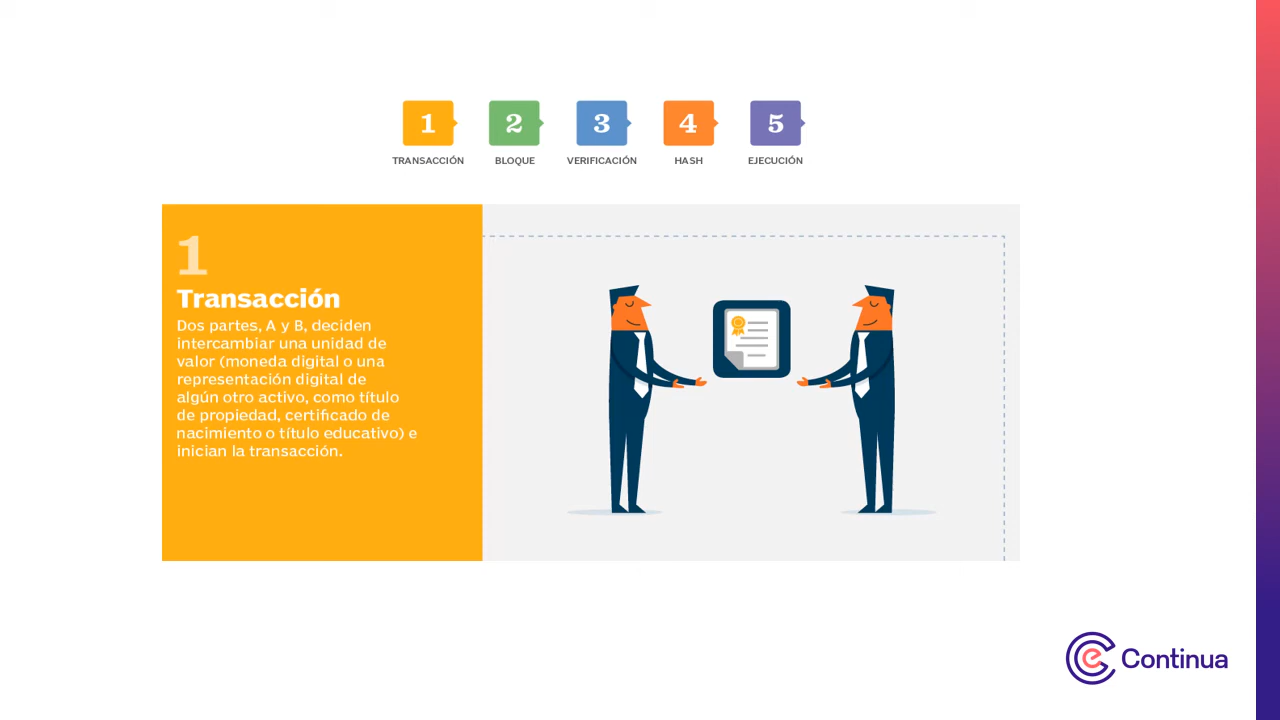 1 2 3 4 5
TRANSACCIÓN BLOQUE VERIFICACIÓN HASH EJECUCIÓN
1
Transacción
Dos partes, A y B, deciden
intercambiar una unidad de
valor (moneda digital o una
representación digital de
algún otro activo, como título
de propiedad, certificado de
nacimiento o título educativo) e
inician la transacción.
Continua